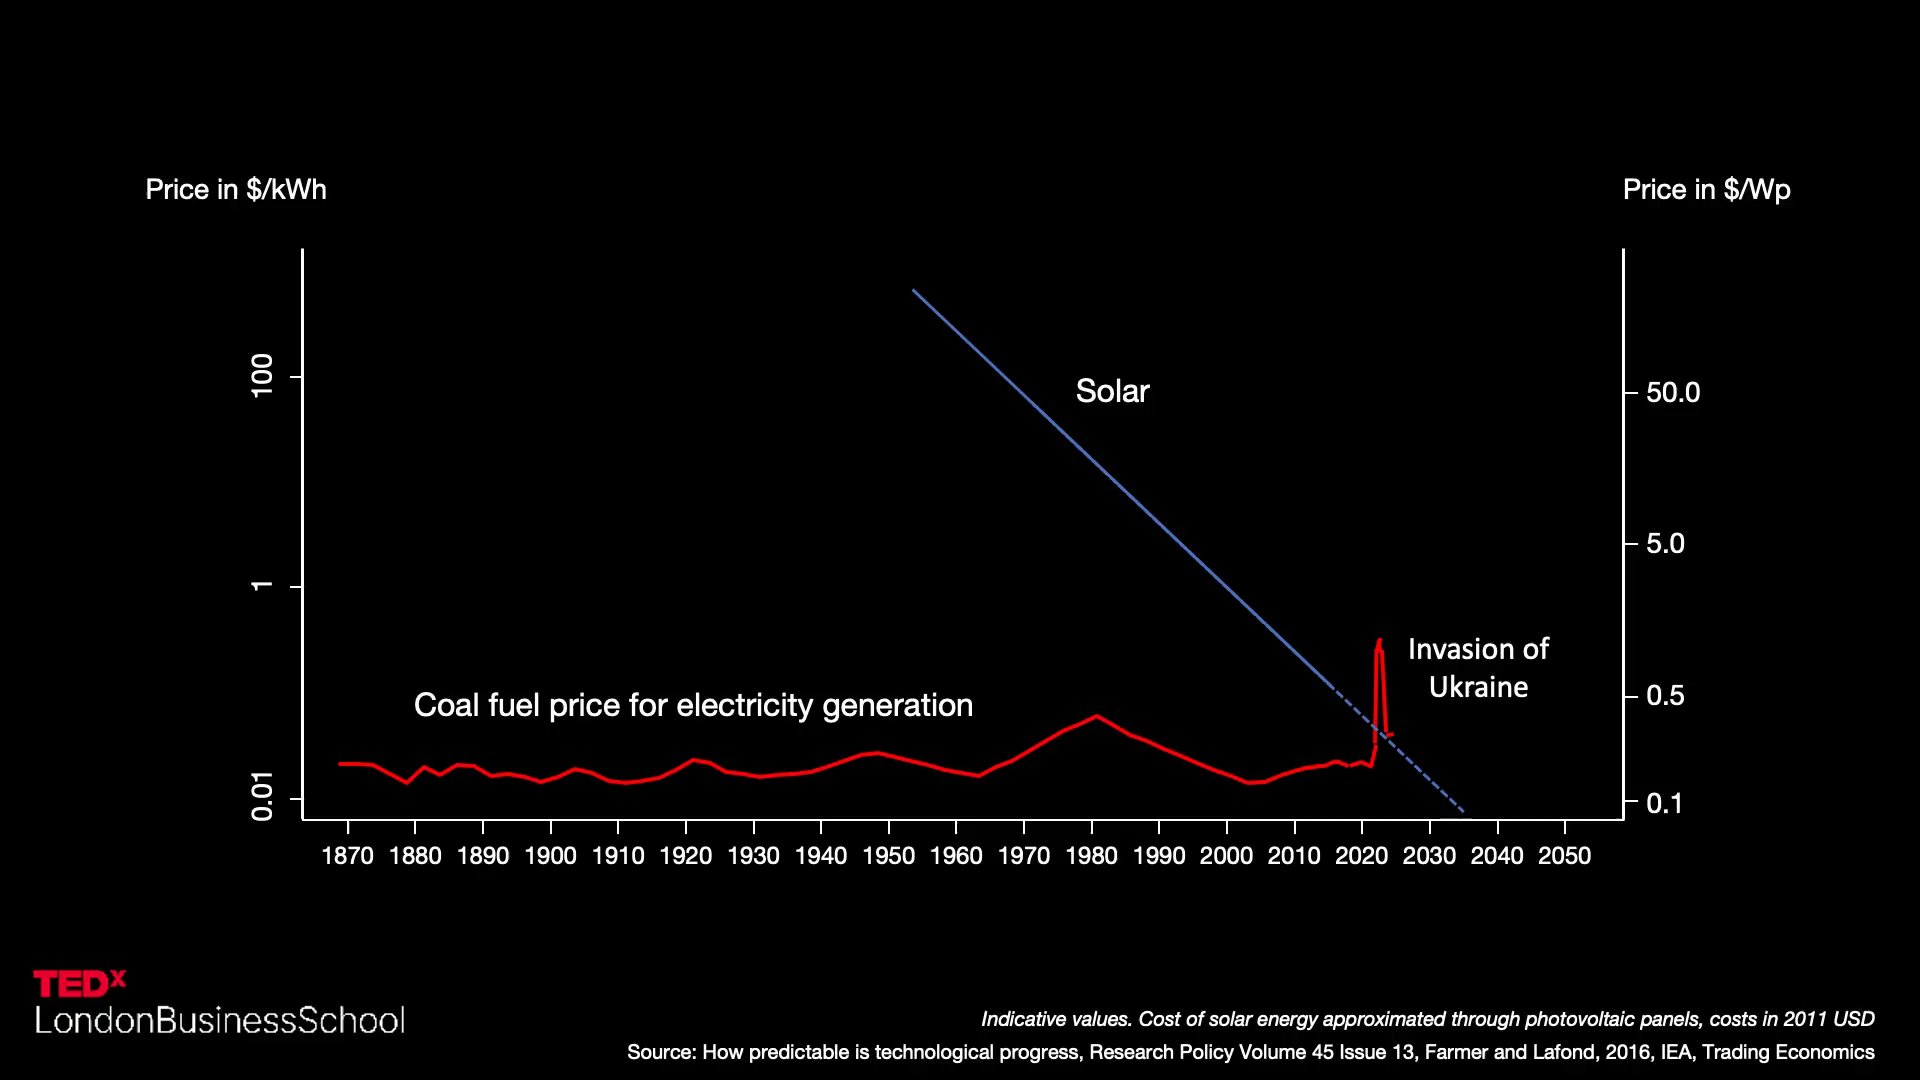 Price in $/kWh
Price in $/Wp
100
1
0.01
Solar
50.0
5.0
0.5
0.1
Invasion of
Ukraine
Coal fuel price for electricity generation
1870 1880 1890 1900 1910 1920 1930 1940 1950 1960 1970 1980 1990 2000 2010 2020 2030 2040 2050
TEDx
LondonBusinessSchool
Indicative values. Cost of solar energy approximated through photovoltaic panels, costs in 2011 USD
Source: How predictable is technological progress, Research Policy Volume 45 Issue 13, Farmer and Lafond, 2016, IEA, Trading Economics